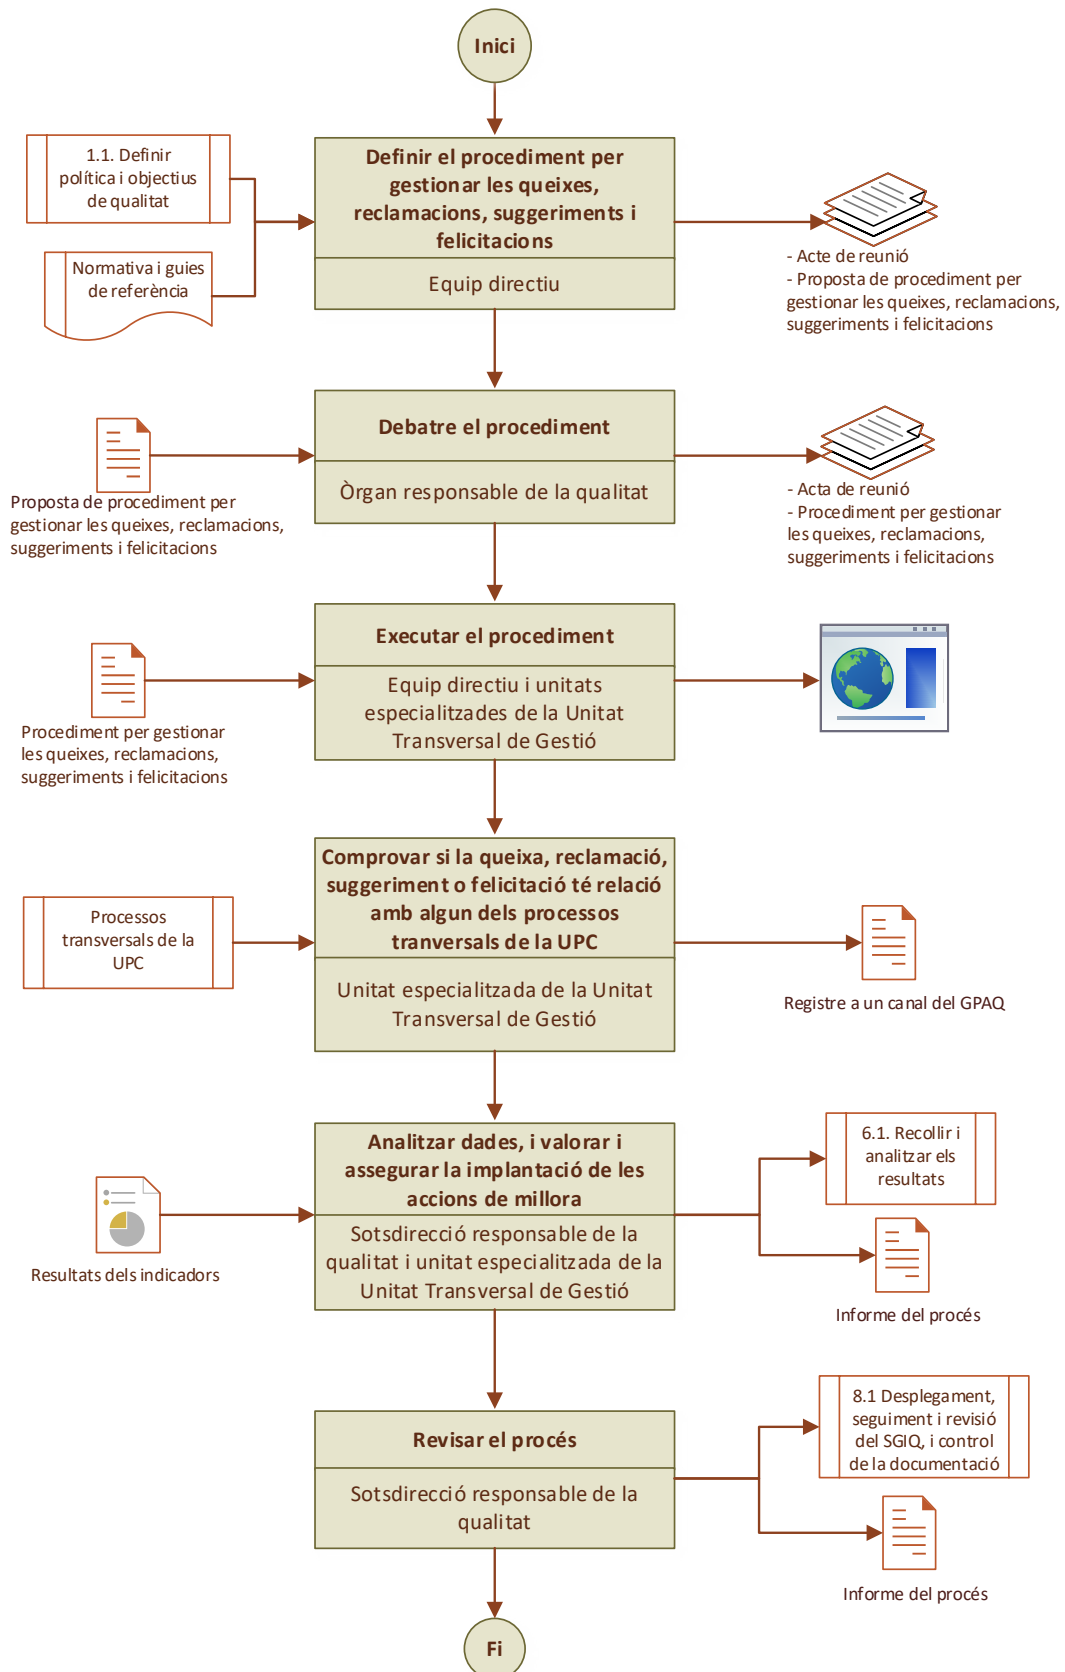 Inici
1.1. Definir
política i objectius
de qualitat
Normativa i guies
de referència
Definir el procediment per
gestionar les queixes,
reclamacions, suggeriments i
felicitacions
Equip directiu
- Acte de reunió
- Proposta de procediment per
gestionar les queixes, reclamacions,
suggeriments i felicitacions
Proposta de procediment per
gestionar les queixes, reclamacions,
suggeriments i felicitacions
Debatre el procediment
Òrgan responsable de la qualitat
- Acta de reunió
- Procediment per gestionar
les queixes, reclamacions,
suggeriments i felicitacions
Procediment per gestionar
les queixes, reclamacions,
suggeriments i felicitacions
Executar el procediment
Equip directiu i unitats
especialitzades de la Unitat
Transversal de Gestió
Processos
transversals de la
UPC
Comprovar si la queixa, reclamació,
suggeriment o felicitació té relació
amb algun dels processos
tranversals de la UPC
Unitat especialitzada de la Unitat
Transversal de Gestió
Registre a un canal del GPAQ
Resultats dels indicadors
Analitzar dades, i valorar i
assegurar la implantació de les
accions de millora
Sotsdirecció responsable de la
qualitat i unitat especialitzada de la
Unitat Transversal de Gestió
6.1. Recollir i
analitzar els
resultats
Informe del procés
Revisar el procés
Sotsdirecció responsable de la
qualitat
8.1 Desplegament,
seguiment i revisió
del SGIQ, i control
de la documentació
Informe del procés
Fi